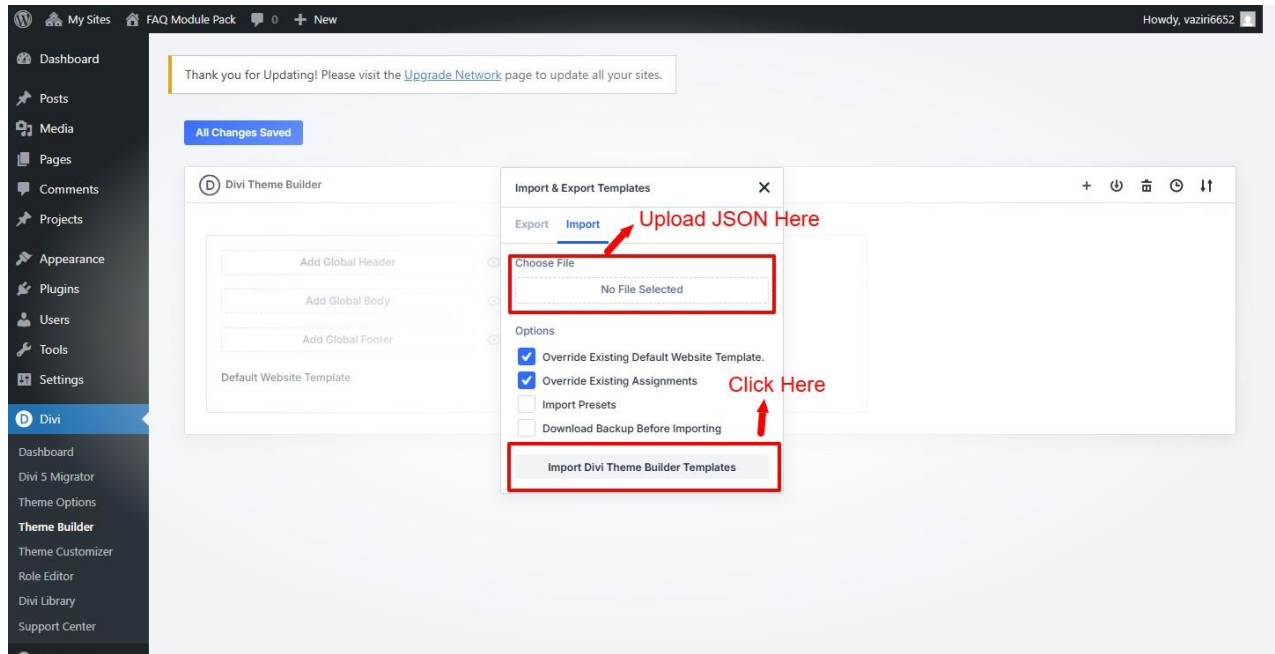 My Sites FAQ Module Pack 0 + New Howdy, vaziri6652
Dashboard
Posts
Media
Pages
Comments
Projects
Appearance
Plugins
Users
Tools
Settings
Divi
Dashboard
Divi 5 Migrator
Theme Options
Theme Builder
Theme Customizer
Role Editor
Divi Library
Support Center
Thank you for Updating! Please visit the Upgrade Network page to update all your sites.
All Changes Saved
D Divi Theme Builder
Add Global Header
Add Global Body
Add Global Footer
Default Website Template
Import & Export Templates
Export Import
Upload JSON Here
Choose File
No File Selected
Options
Override Existing Default Website Template.
Override Existing Assignments
Click Here
Import Presets
Download Backup Before Importing
Import Divi Theme Builder Templates